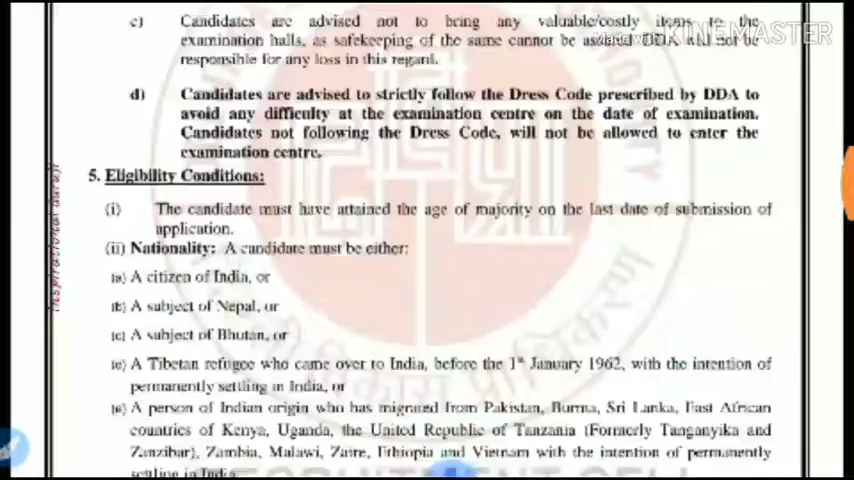 c) Candidates are advised not to bring any valuable/costly items to the
examination halls, as safekeeping of the same cannot be assured. DDA will not be
responsible for any loss in this regard.
KINEMASTER
d) Candidates are advised to strictly follow the Dress Code prescribed by DDA to
avoid any difficulty at the examination centre on the date of examination.
Candidates not following the Dress Code, will not be allowed to enter the
examination centre.
5. Eligibility Conditions:
(i) The candidate must have attained the age of majority on the last date of submission of
application.
(ii) Nationality: A candidate must be either:
(a) A citizen of India, or
(b) A subject of Nepal, or
(c) A subject of Bhutan, or
A Tibetan refugee who came over to India, before the 1st January 1962, with the intention of
permanently settling in India, or
(e) A person of Indian origin who has migrated from Pakistan, Burma, Sri Lanka, East African
countries of Kenya, Uganda, the United Republic of Tanzania (Formerly Tanganyika and
Zanzibar), Zambia, Malawi, Zaire, Ethiopia and Vietnam with the intention of permanently
settling in India